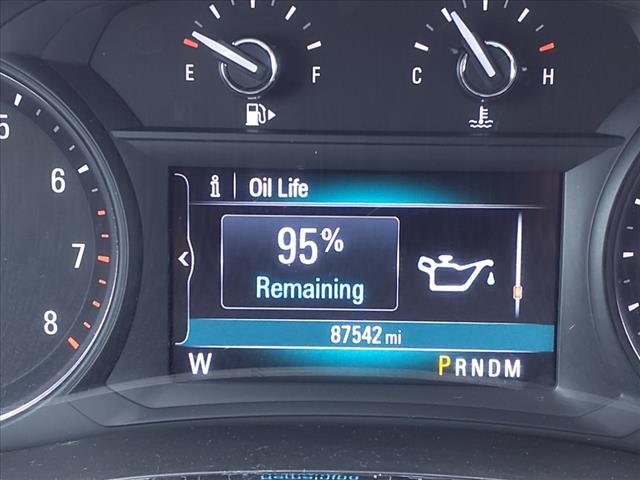 E F
C H
5
6
7
8
i Oil Life
95%
Remaining
87542 mi
W PRNDM